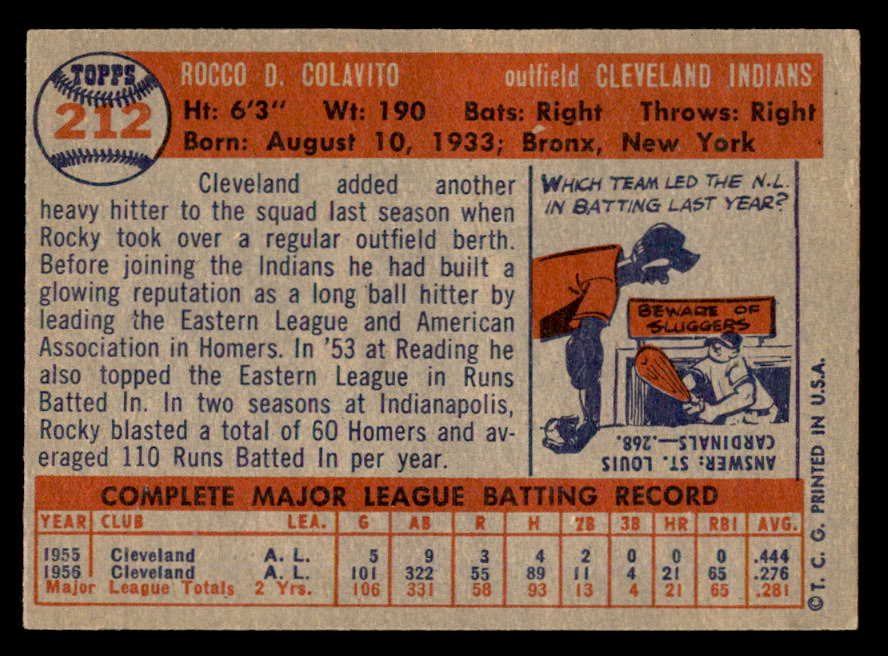 TOPPS
212
ROCCO D. COLAVITO outfield CLEVELAND INDIANS
Ht: 6'3" Wt: 190 Bats: Right Throws: Right
Born: August 10, 1933; Bronx, New York
Cleveland added another
heavy hitter to the squad last season when
Rocky took over a regular outfield berth.
Before joining the Indians he had built a
glowing reputation as a long ball hitter by
leading the Eastern League and American
Association in Homers. In '53 at Reading he
also topped the Eastern League in Runs
Batted In. In two seasons at Indianapolis,
Rocky blasted a total of 60 Homers and av-
eraged 110 Runs Batted In per year.
WHICH TEAM LED THE N.L.
IN BATTING LAST YEAR?
BEWARE OF
SLUGGERS
ANSWER: ST. LOUIS
CARDINALS—.268.
COMPLETE MAJOR LEAGUE BATTING RECORD
YEAR CLUB LEA. G AB R H 2B 3B HR RBI AVG.
1955 Cleveland A. L. 5 9 3 4 2 0 0 0 .444
1956 Cleveland A. L. 101 322 55 89 11 4 21 65 .276
Major League Totals 2 Yrs. 106 331 58 93 13 4 21 65 .281
©T. C. G. PRINTED IN U.S.A.